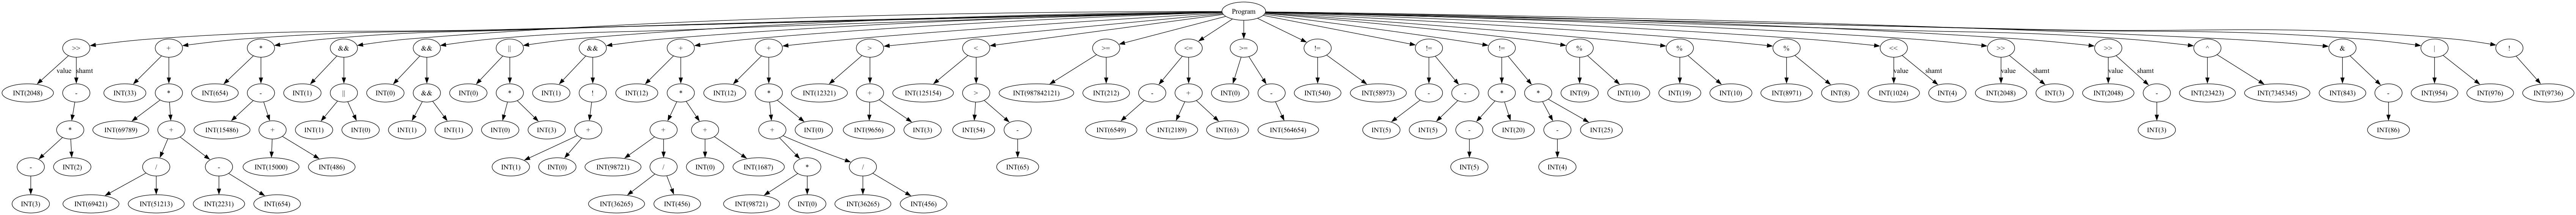 Program
>> + * && && || && + + > < >= <= >= != != != % % % << >> >> ^ & | !
value shamt value shamt value shamt value shamt
INT(2048) - INT(33) * INT(654) - INT(1) || INT(0) && INT(0) * INT(1) ! INT(12) * INT(12) * INT(12321) + INT(125154) > INT(987842121) INT(212) - + INT(0) - INT(540) INT(58973) - - * * INT(9) INT(10) INT(19) INT(10) INT(8971) INT(8) INT(1024) INT(4) INT(2048) INT(3) INT(2048) - INT(23423) INT(7345345) INT(843) - INT(954) INT(976) INT(9736)
* INT(69789) + INT(15486) + INT(1) INT(0) INT(1) INT(1) INT(0) INT(3) + + + + INT(0) INT(9656) INT(3) INT(54) - INT(6549) INT(2189) INT(63) INT(564654) INT(5) INT(5) - INT(20) - INT(25) INT(3) INT(86)
- INT(2) / - INT(15000) INT(486) INT(1) INT(0) INT(98721) / INT(0) INT(1687) * / INT(65) INT(5) INT(4)
INT(3) INT(69421) INT(51213) INT(2231) INT(654) INT(36265) INT(456) INT(98721) INT(0) INT(36265) INT(456)